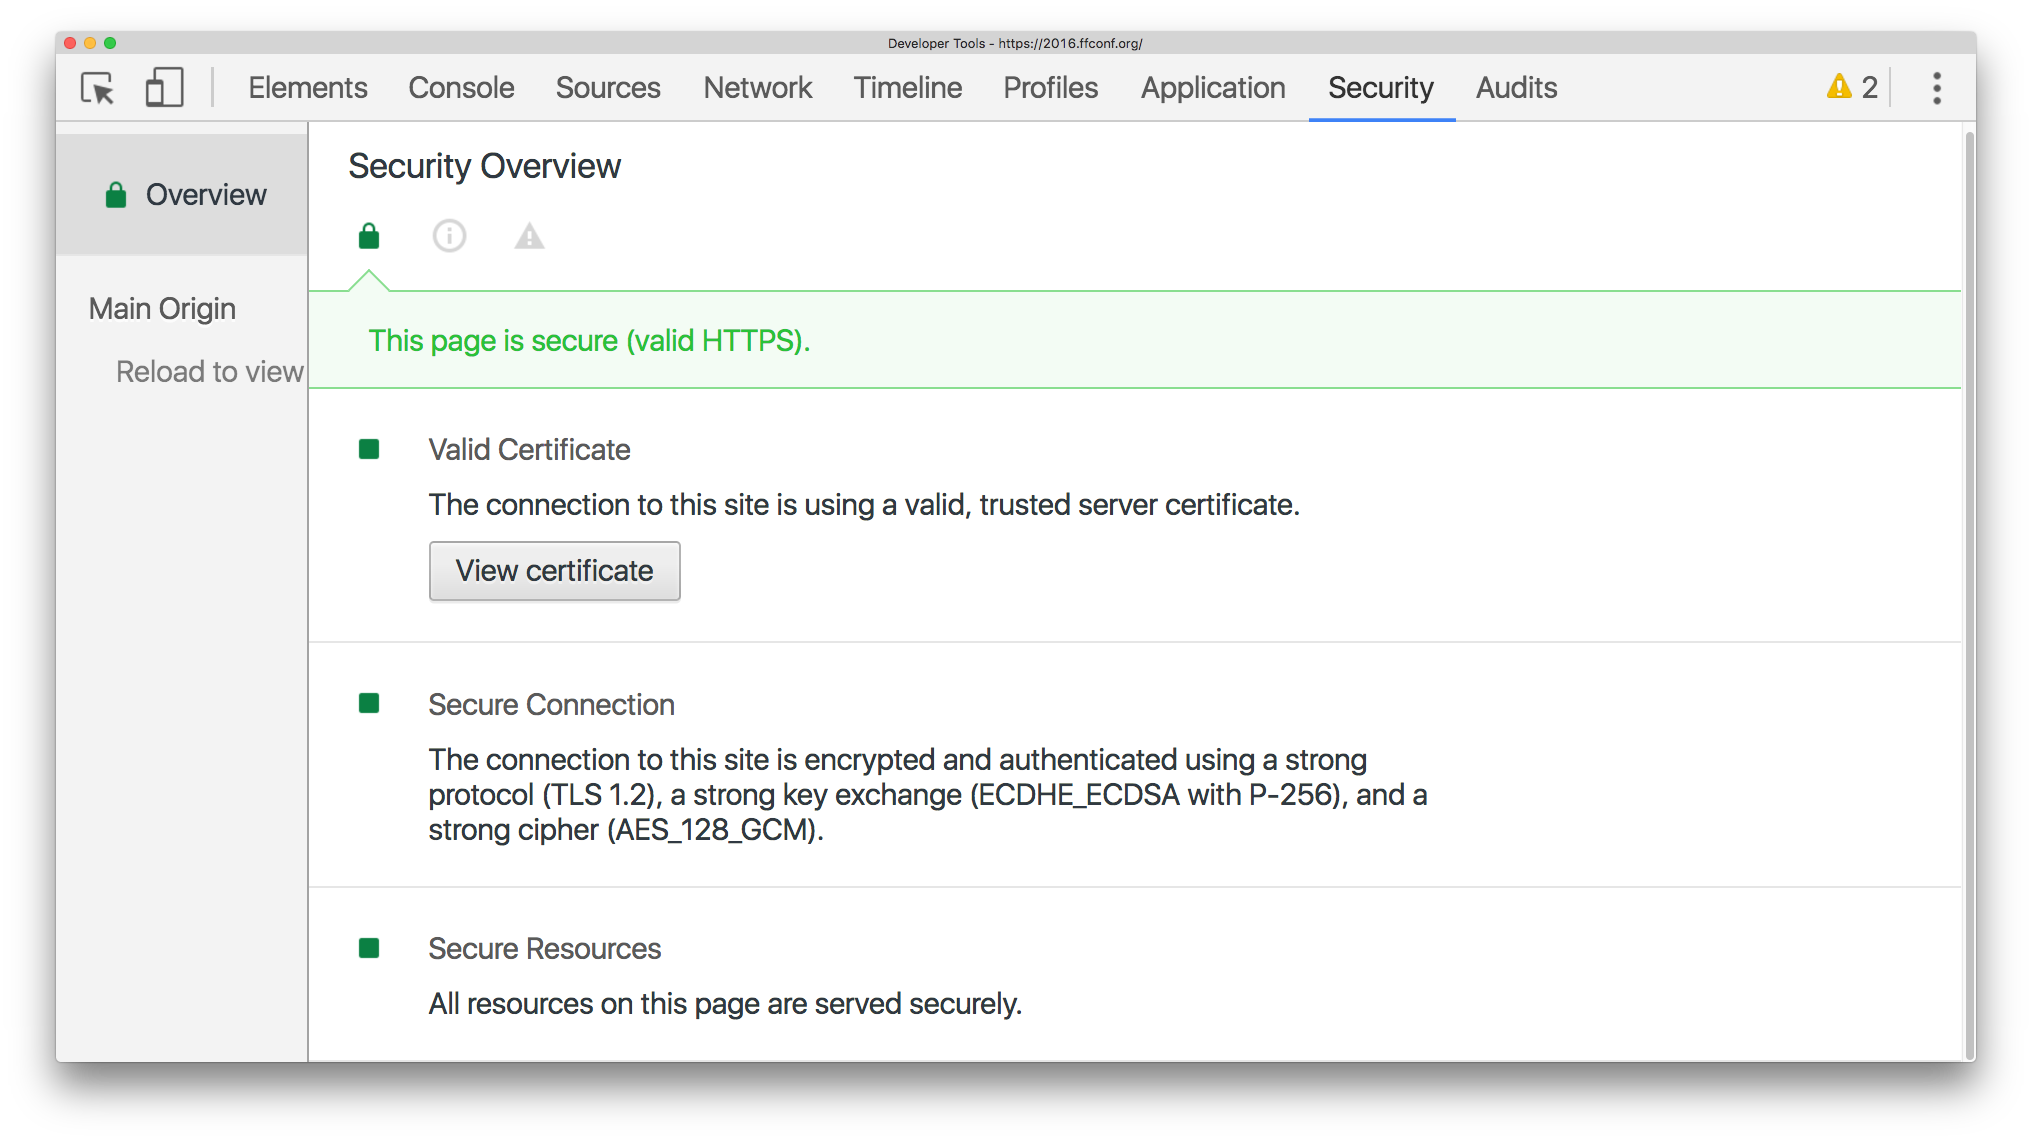 Developer Tools - https://2016.ffconf.org/
Elements Console Sources Network Timeline Profiles Application Security Audits 2
Overview
Main Origin
Reload to view
Security Overview
This page is secure (valid HTTPS).
Valid Certificate
The connection to this site is using a valid, trusted server certificate.
View certificate
Secure Connection
The connection to this site is encrypted and authenticated using a strong
protocol (TLS 1.2), a strong key exchange (ECDHE_ECDSA with P-256), and a
strong cipher (AES_128_GCM).
Secure Resources
All resources on this page are served securely.